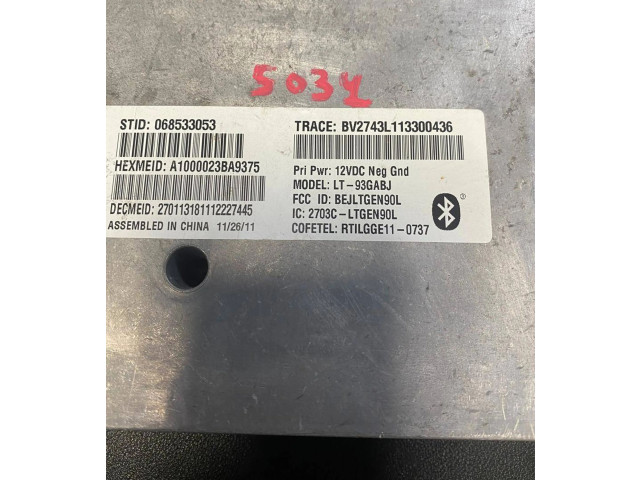 5034
STID: 068533053
TRACE: BV2743L113300436
HEXMEID: A1000023BA9375
Pri Pwr: 12VDC Neg Gnd
MODEL: LT-93GABJ
FCC ID: BEJLTGEN90L
DECMEID: 270113181112227445
IC: 2703C-LTGEN90L
ASSEMBLED IN CHINA 11/26/11
COFETEL: RTILGGE11-0737